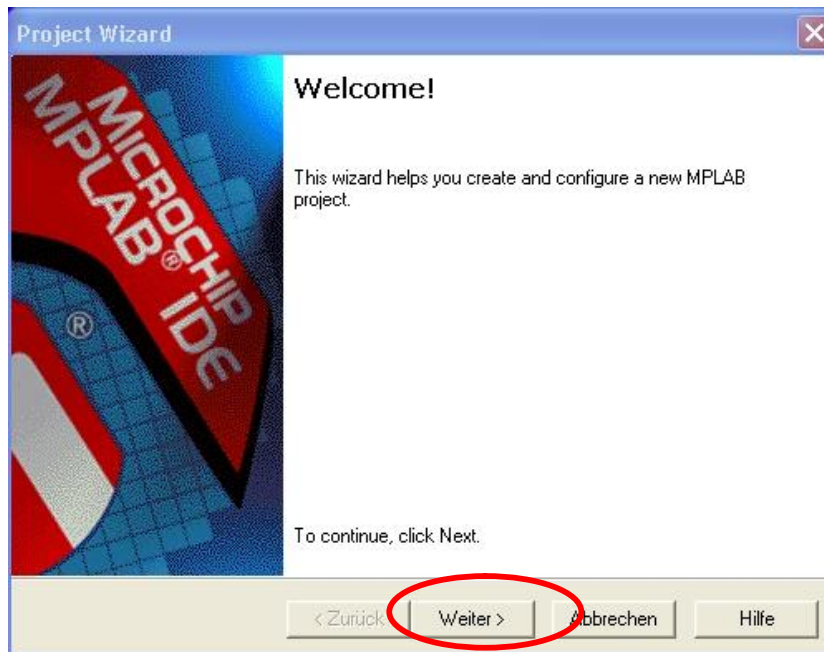 Project Wizard
MICROCHIP
MPLAB® IDE
®
Welcome!
This wizard helps you create and configure a new MPLAB
project.
To continue, click Next.
< Zurück
Weiter >
Abbrechen
Hilfe